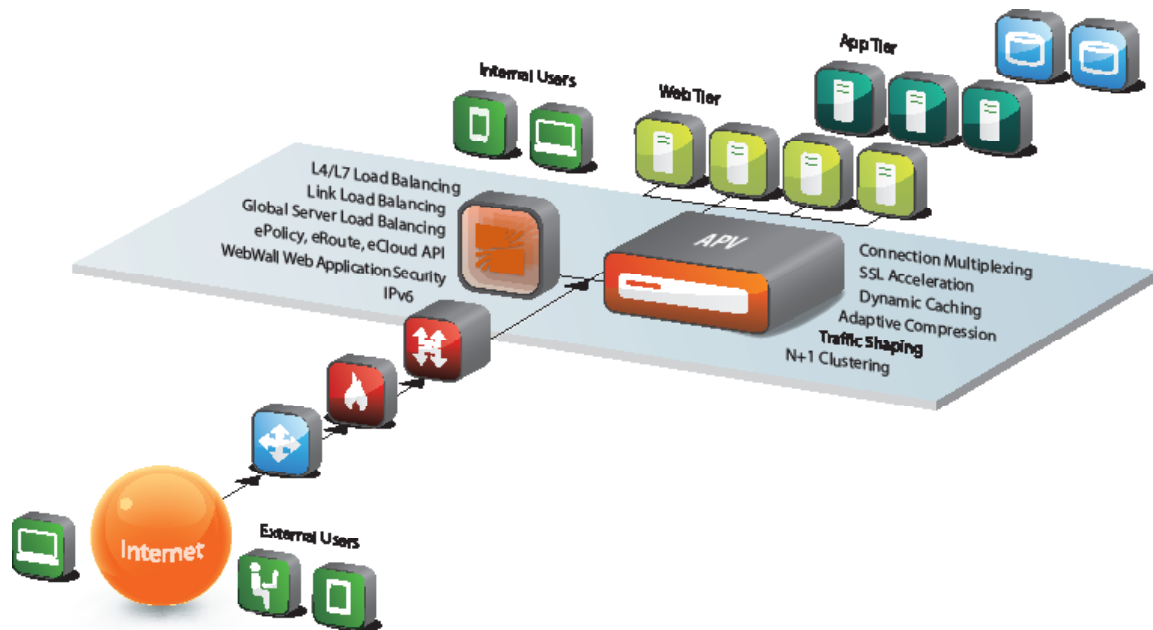 App Tier
Internal Users
Web Tier
L4/L7 Load Balancing
Link Load Balancing
Global Server Load Balancing
ePolicy, eRoute, eCloud API
WebWall Web Application Security
IPv6
APV
Connection Multiplexing
SSL Acceleration
Dynamic Caching
Adaptive Compression
Traffic Shaping
N+1 Clustering
Internet
External Users